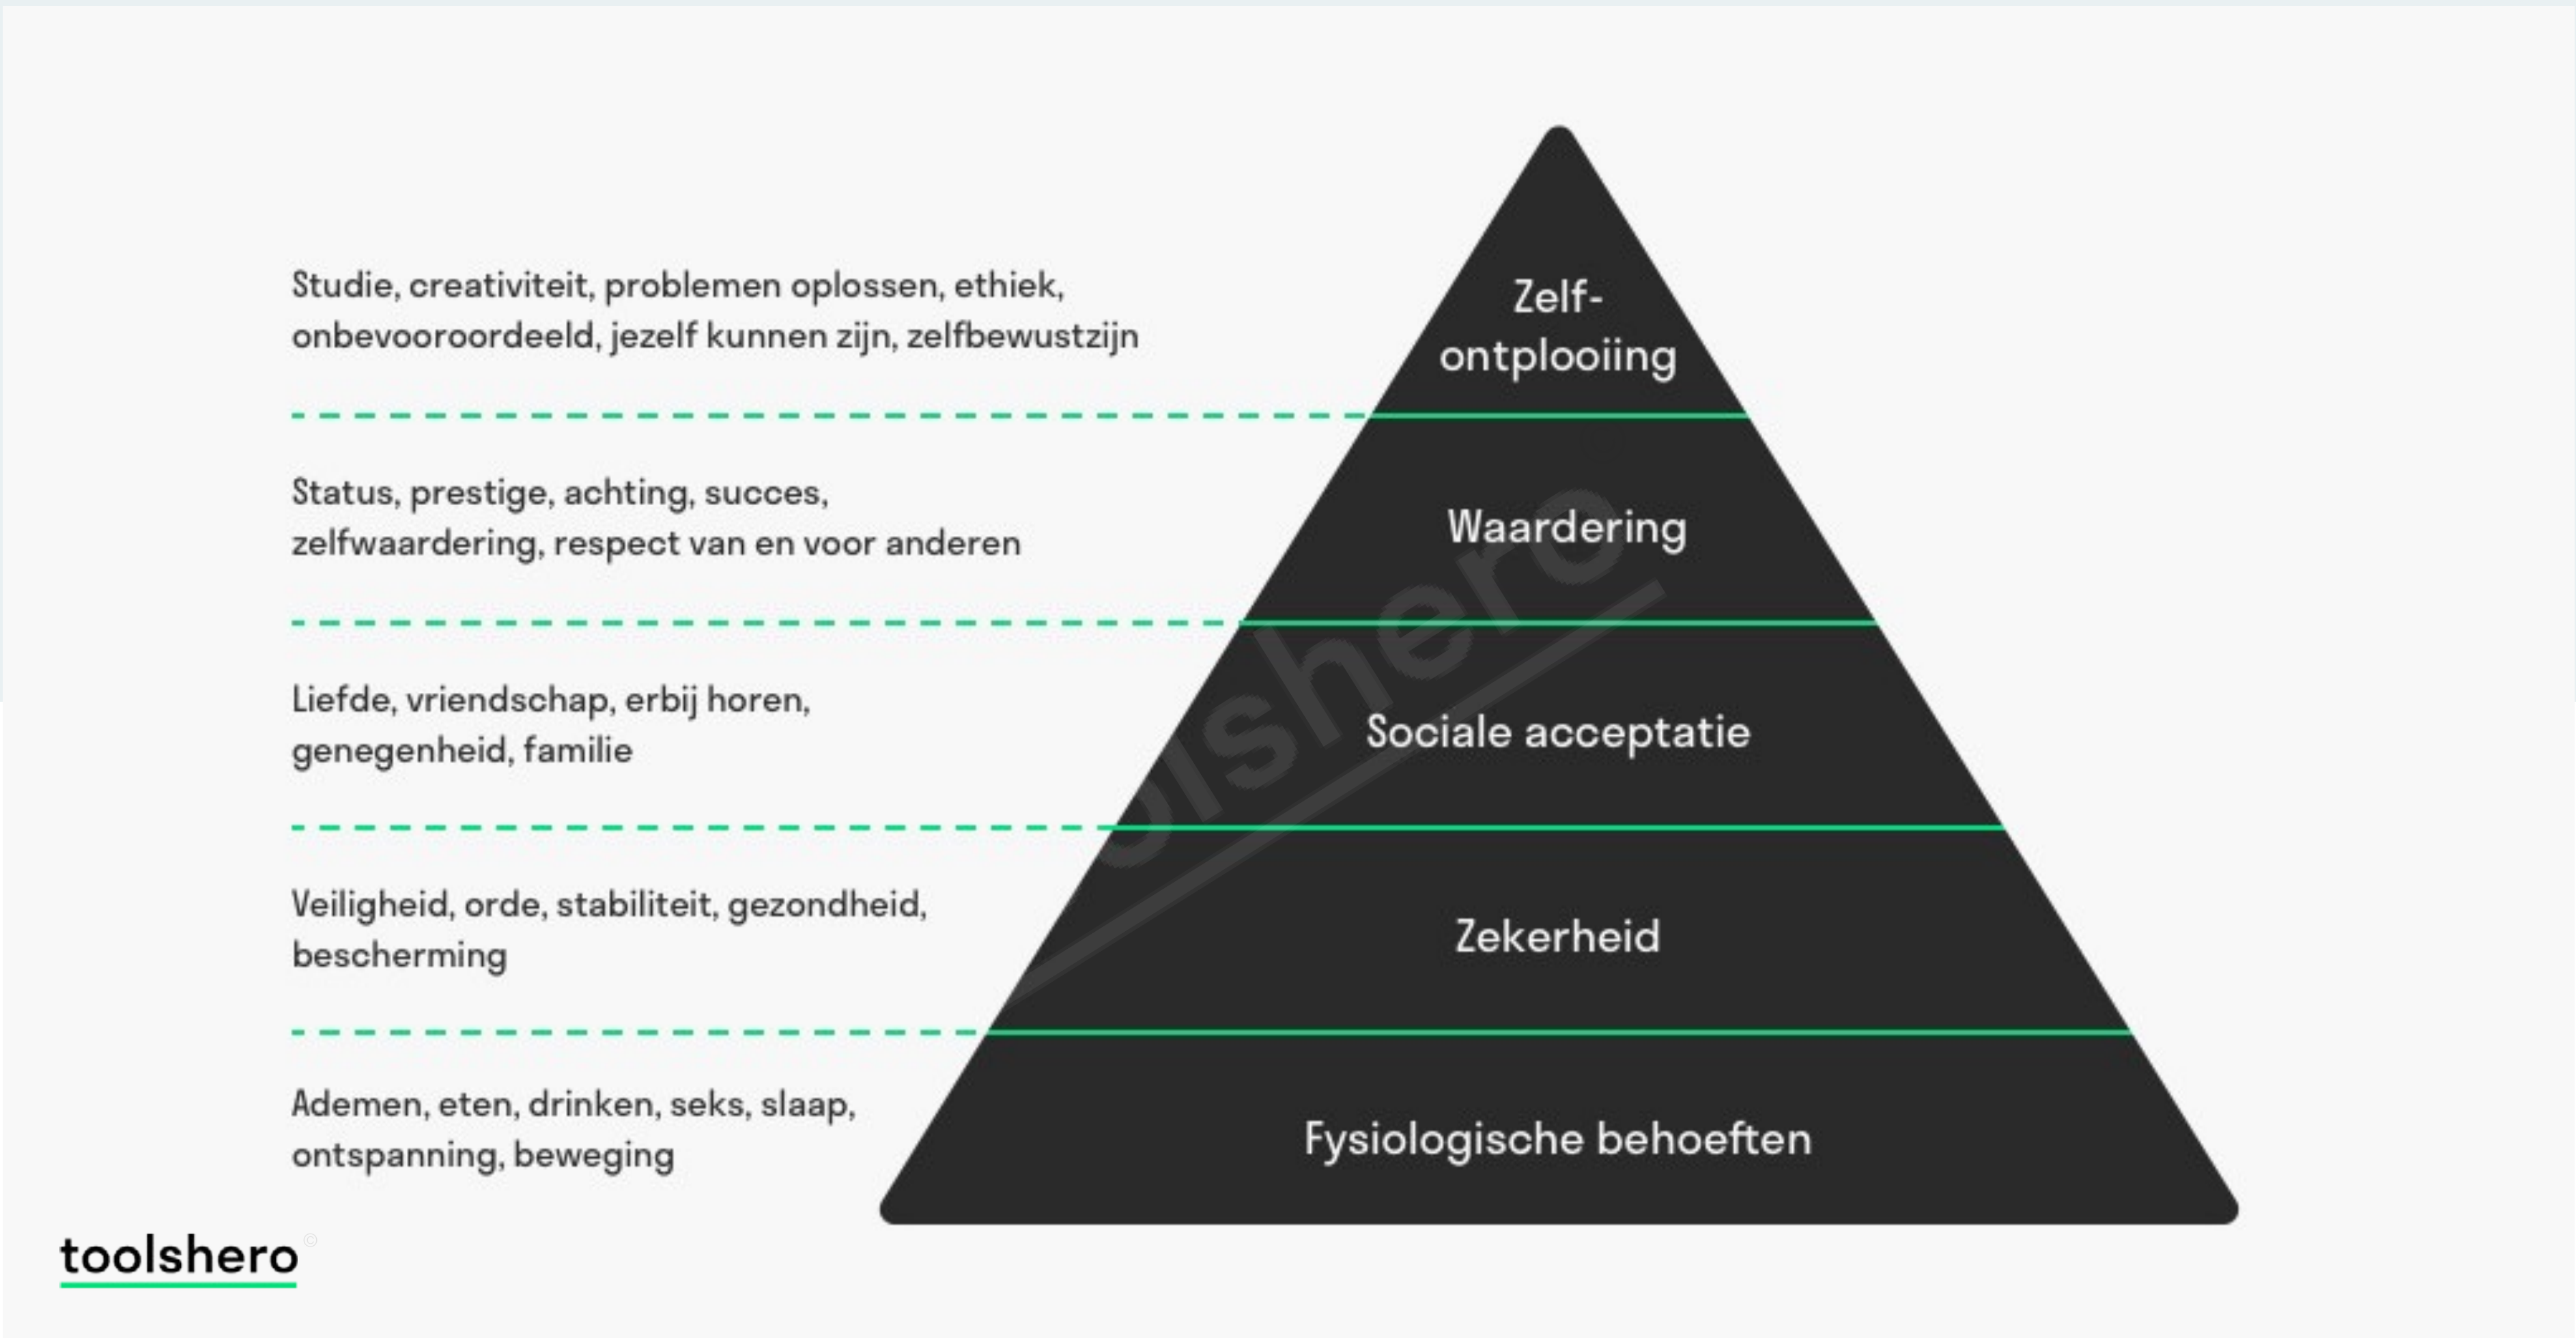 Studie, creativiteit, problemen oplossen, ethiek,
onbevooroordeeld, jezelf kunnen zijn, zelfbewustzijn
Zelf-
ontplooiing
Status, prestige, achting, succes,
zelfwaardering, respect van en voor anderen
Waardering
Liefde, vriendschap, erbij horen,
genegenheid, familie
Sociale acceptatie
Veiligheid, orde, stabiliteit, gezondheid,
bescherming
Zekerheid
Ademen, eten, drinken, seks, slaap,
ontspanning, beweging
Fysiologische behoeften
olshero
toolshero ©